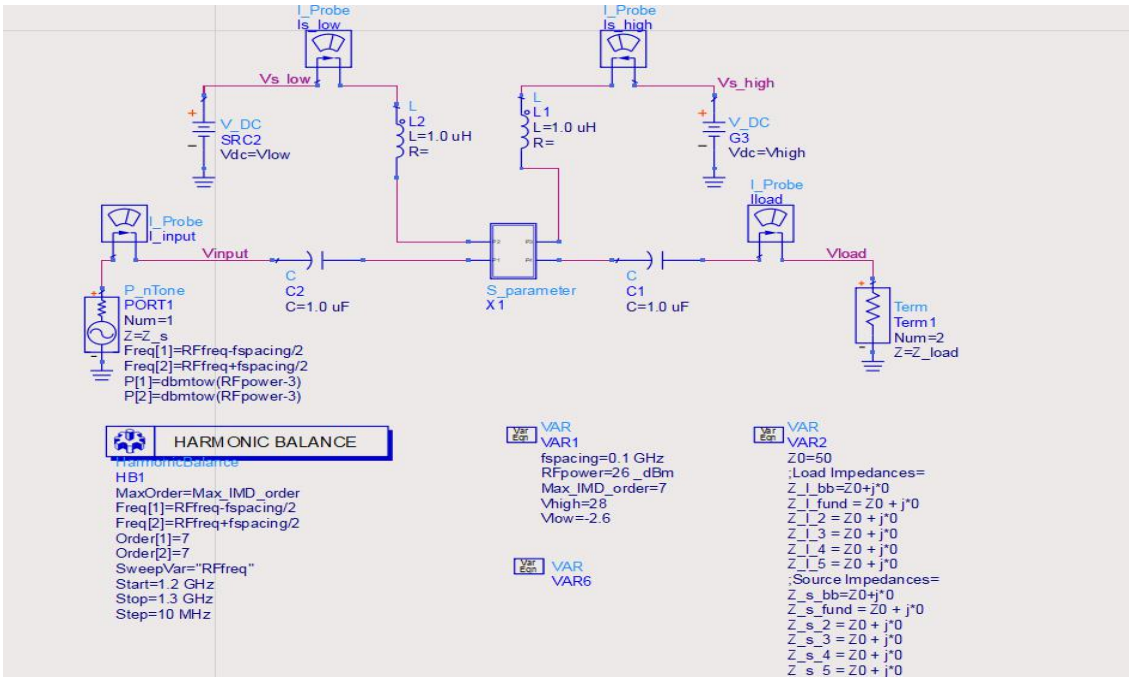 I_Probe
Is_low
I_Probe
Is_high
Vs_low
Vs_high
V_DC
SRC2
Vdc=Vlow
L
L2
L=1.0 uH
R=
L
L1
L=1.0 uH
R=
V_DC
G3
Vdc=Vhigh
I_Probe
I_input
I_Probe
Iload
Vinput
Vload
P_nTone
PORT1
Num=1
Z=Z_s
Freq[1]=RFfreq-fspacing/2
Freq[2]=RFfreq+fspacing/2
P[1]=dbmtow(RFpower-3)
P[2]=dbmtow(RFpower-3)
C
C2
C=1.0 uF
S_parameter
X1
C
C1
C=1.0 uF
Term
Term1
Num=2
Z=Z_load
HARMONIC BALANCE
HarmonicBalance
HB1
MaxOrder=Max_IMD_order
Freq[1]=RFfreq-fspacing/2
Freq[2]=RFfreq+fspacing/2
Order[1]=7
Order[2]=7
SweepVar="RFfreq"
Start=1.2 GHz
Stop=1.3 GHz
Step=10 MHz
Var
Eqn
VAR
VAR1
fspacing=0.1 GHz
RFpower=26 _dBm
Max_IMD_order=7
Vhigh=28
Vlow=-2.6
Var
Eqn
VAR
VAR6
Var
Eqn
VAR
VAR2
Z0=50
;Load Impedances=
Z_l_bb=Z0+j*0
Z_l_fund = Z0 + j*0
Z_l_2 = Z0 + j*0
Z_l_3 = Z0 + j*0
Z_l_4 = Z0 + j*0
Z_l_5 = Z0 + j*0
;Source Impedances=
Z_s_bb=Z0+j*0
Z_s_fund = Z0 + j*0
Z_s_2 = Z0 + j*0
Z_s_3 = Z0 + j*0
Z_s_4 = Z0 + j*0
Z_s_5 = Z0 + j*0